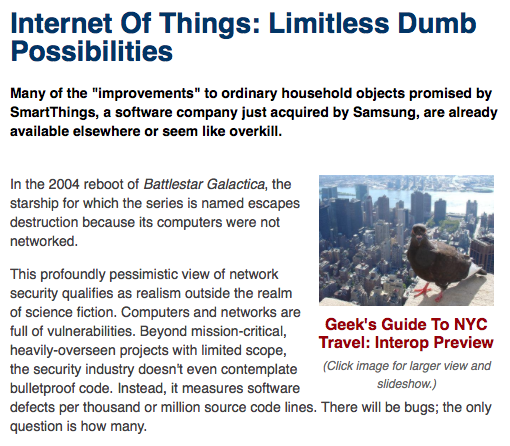 Internet Of Things: Limitless Dumb
Possibilities
Many of the "improvements" to ordinary household objects promised by
SmartThings, a software company just acquired by Samsung, are already
available elsewhere or seem like overkill.
In the 2004 reboot of Battlestar Galactica, the
starship for which the series is named escapes
destruction because its computers were not
networked.
This profoundly pessimistic view of network
security qualifies as realism outside the realm
of science fiction. Computers and networks are
full of vulnerabilities. Beyond mission-critical,
heavily-overseen projects with limited scope,
the security industry doesn't even contemplate
bulletproof code. Instead, it measures software
defects per thousand or million source code lines. There will be bugs; the only
question is how many.
Geek's Guide To NYC
Travel: Interop Preview
(Click image for larger view and
slideshow.)